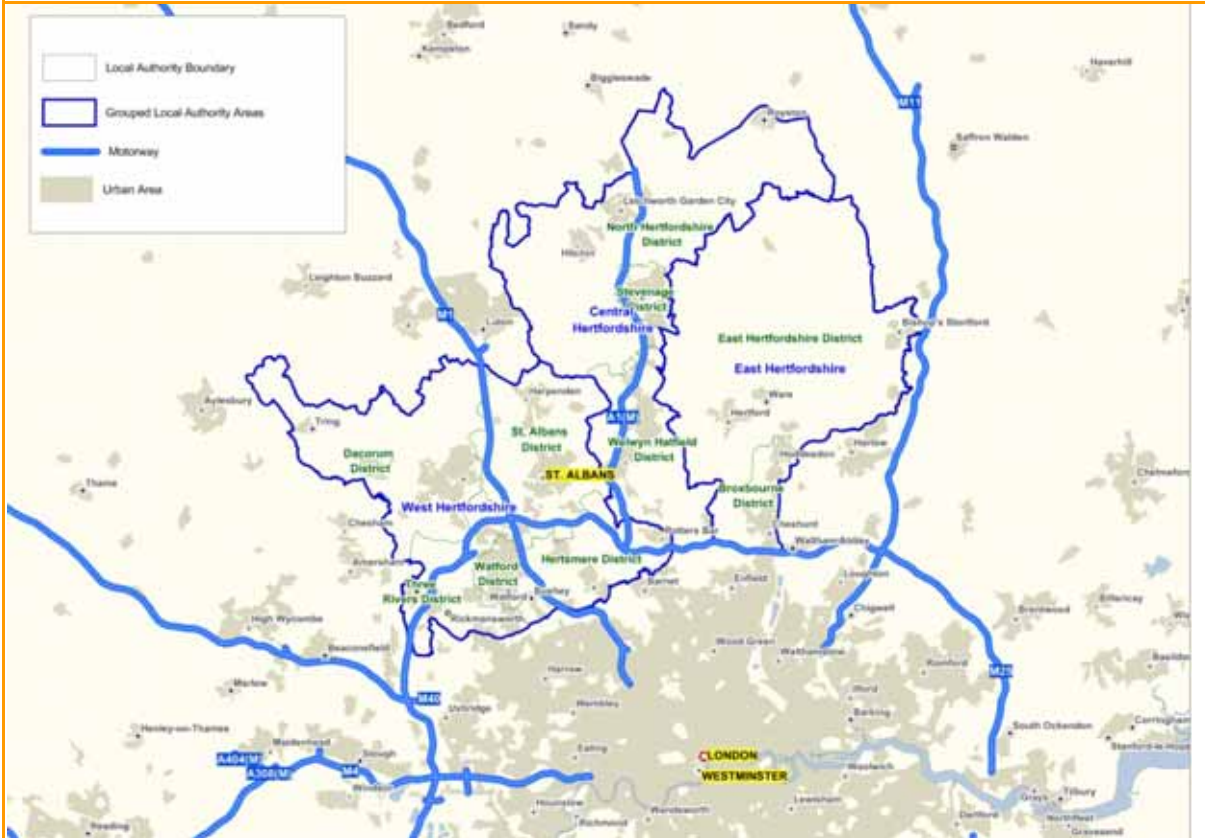 Local Authority Boundary
Grouped Local Authority Areas
Motorway
Urban Area
Bedford
Sandy
Kempston
Biggleswade
Haverhill
M11
Royston
Saffron Walden
Letchworth Garden City
North Hertfordshire
District
Hitchin
Leighton Buzzard
Stevenage
District
Central
Hertfordshire
M1
Luton
Bishop's Stortford
East Hertfordshire District
East Hertfordshire
Aylesbury
Tring
Harpenden
Ware
Hertford
A1(M)
St. Albans
District
Welwyn Hatfield
District
Harlow
Hoddesdon
Dacorum
District
ST. ALBANS
Chelmsford
Thame
Broxbourne
District
West Hertfordshire
Chesham
Potters Bar
Cheshunt
Waltham Abbey
Amersham
Watford
District
Hertsmere District
Three
Rivers District
Watford
Bushey
Barnet
Enfield
Loughton
Rickmansworth
Chigwell
Brentwood
Billericay
High Wycombe
Wood Green
Walthamstow
Beaconsfield
Harrow
Romford
Basildon
M25
Marlow
M40
Uxbridge
Wembley
Ilford
Barking
Henley-on-Thames
South Ockendon
Corringham
Stanford-le-Hope
Maidenhead
Slough
Ealing
LONDON
A404(M)
A308(M)
M4
WESTMINSTER
Woolwich
Windsor
Hounslow
Wandsworth
Lewisham
Grays
Tilbury
Richmond
Dartford
Northfleet
Reading
Gravesend